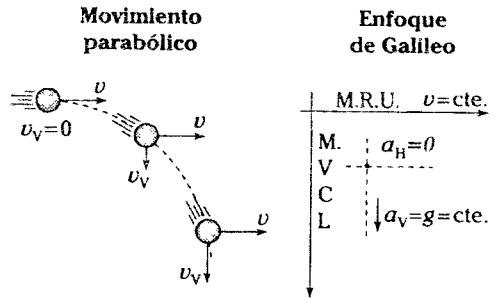 Movimiento
parabólico
v
v_V=0
v
v_V
v
v_V
Enfoque
de Galileo
M.R.U. v=cte.
M.
V
C
L
a_H=0
a_V=g=cte.